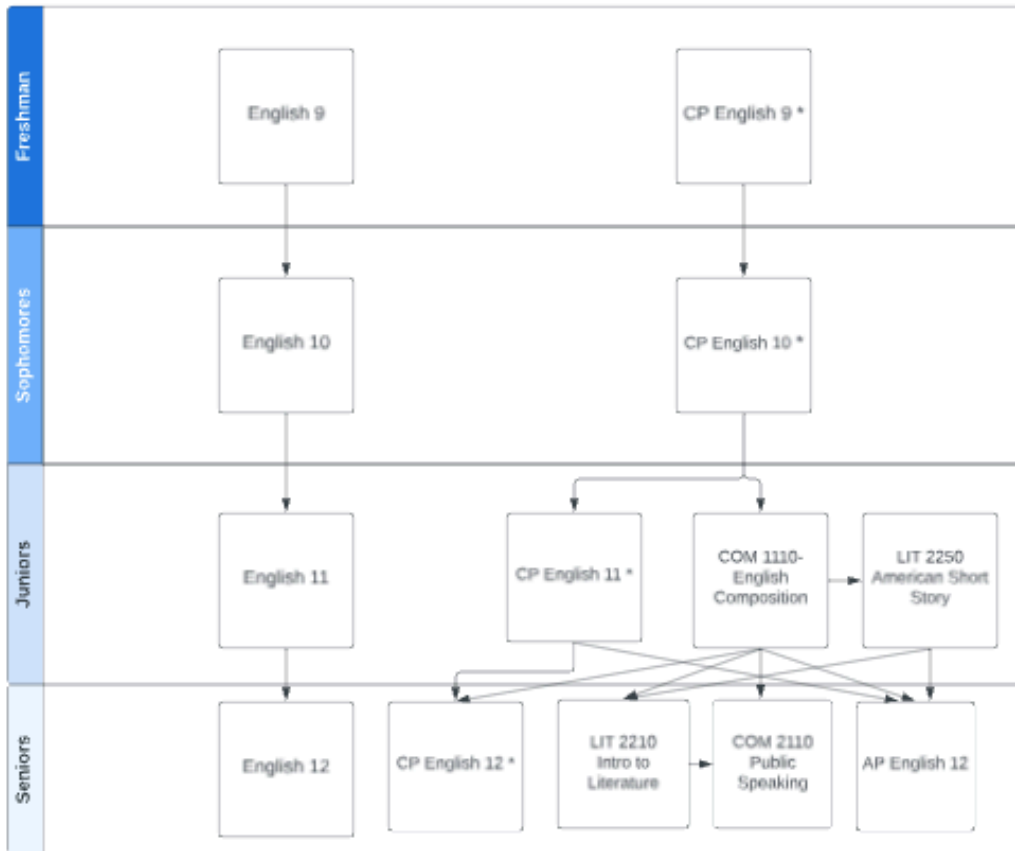 Freshman
English 9
CP English 9 *
Sophomores
English 10
CP English 10 *
Juniors
English 11
CP English 11 *
COM 1110-
English
Composition
LIT 2250
American Short
Story
Seniors
English 12
CP English 12 *
LIT 2210
Intro to
Literature
COM 2110
Public
Speaking
AP English 12